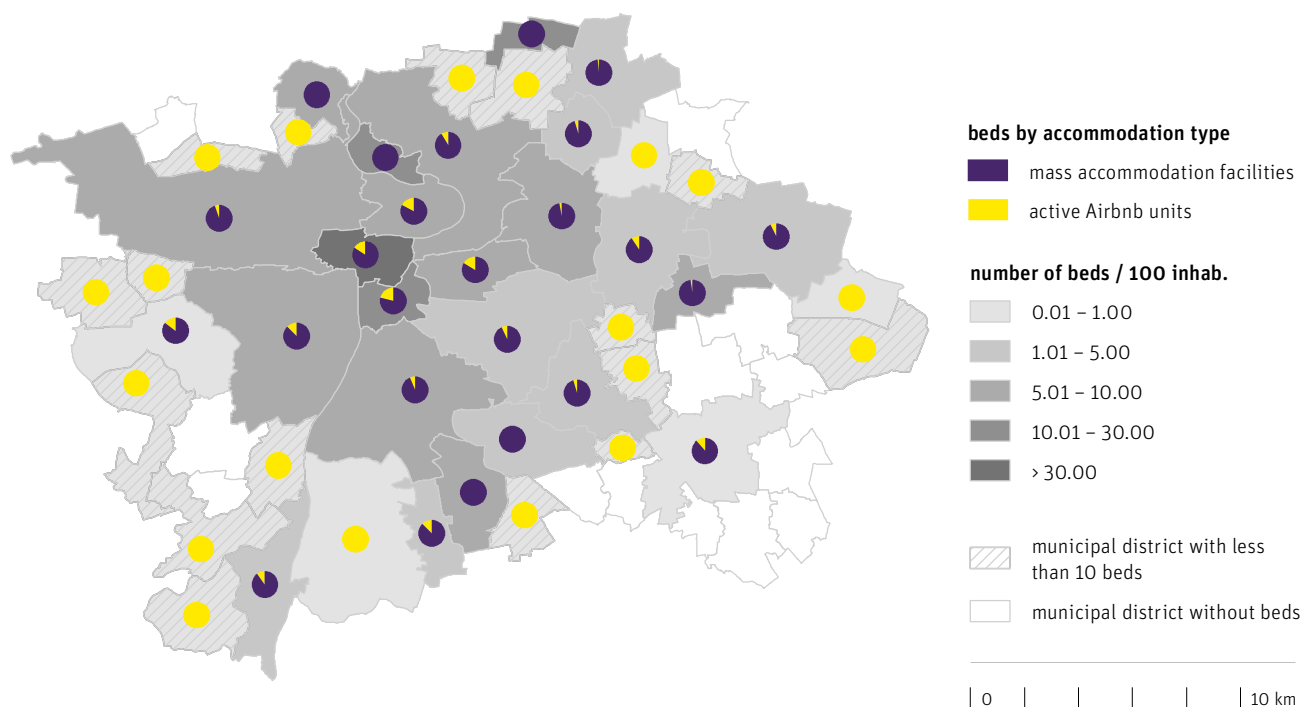 beds by accommodation type
mass accommodation facilities
active Airbnb units
number of beds / 100 inhab.
0.01 – 1.00
1.01 – 5.00
5.01 – 10.00
10.01 – 30.00
> 30.00
municipal district with less
than 10 beds
municipal district without beds
0 10 km